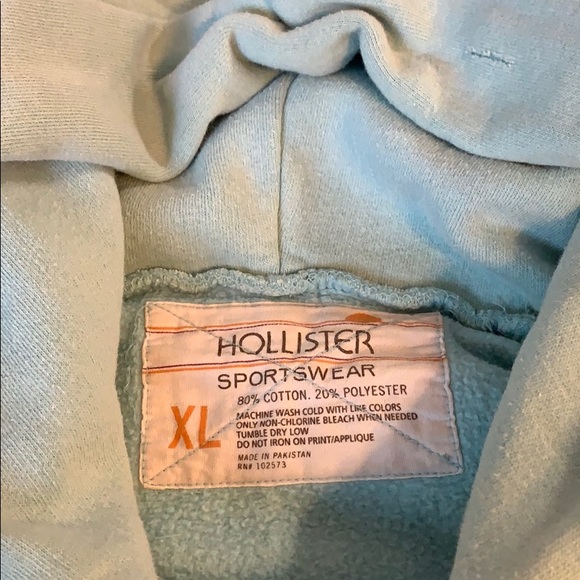 HOLLISTER
SPORTSWEAR
80% COTTON. 20% POLYESTER
XL
MACHINE WASH COLD WITH LIKE COLORS
ONLY NON-CHLORINE BLEACH WHEN NEEDED
TUMBLE DRY LOW
DO NOT IRON ON PRINT/APPLIQUE
MADE IN PAKISTAN
RN# 102573